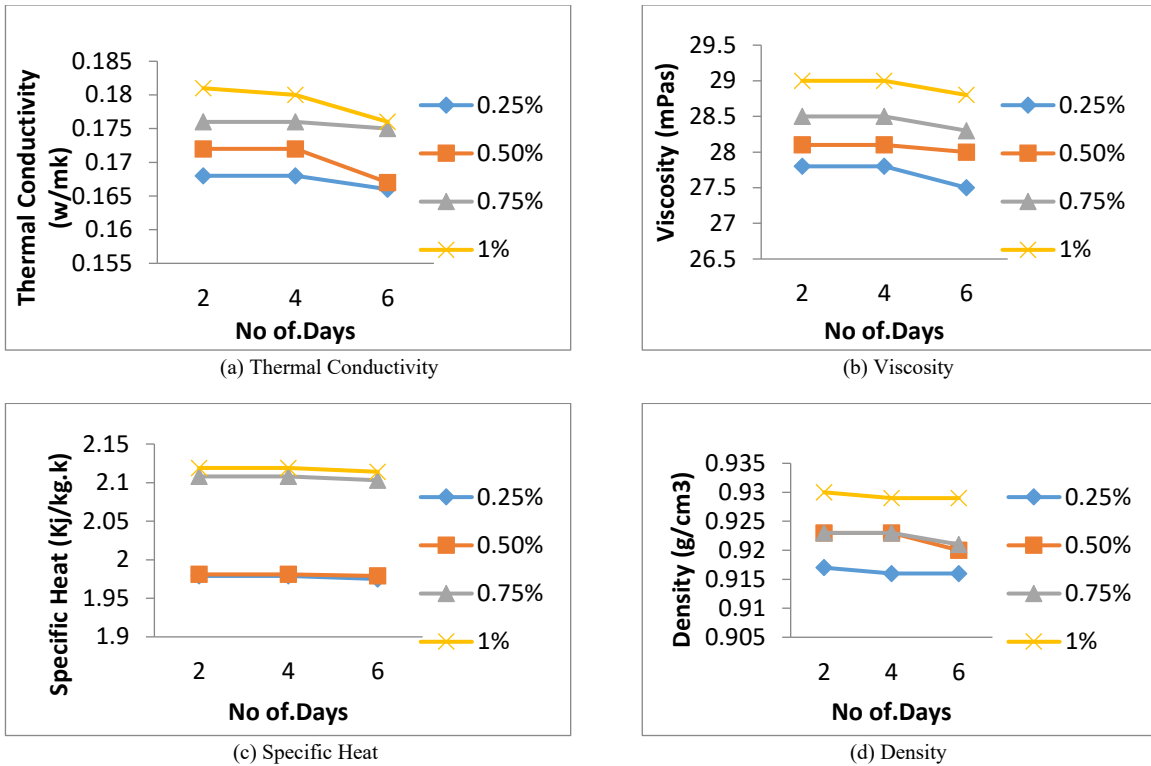 0.185
0.18
0.175
0.17
0.165
0.16
0.155
Thermal Conductivity
(w/mk)
2 4 6
No of.Days
0.25%
0.50%
0.75%
1%
(a) Thermal Conductivity
29.5
29
28.5
28
27.5
27
26.5
Viscosity (mPas)
2 4 6
No of.Days
0.25%
0.50%
0.75%
1%
(b) Viscosity
2.15
2.1
2.05
2
1.95
1.9
Specific Heat (Kj/kg.k)
2 4 6
No of.Days
0.25%
0.50%
0.75%
1%
(c) Specific Heat
0.935
0.93
0.925
0.92
0.915
0.91
0.905
Density (g/cm3)
2 4 6
No of.Days
0.25%
0.50%
0.75%
1%
(d) Density